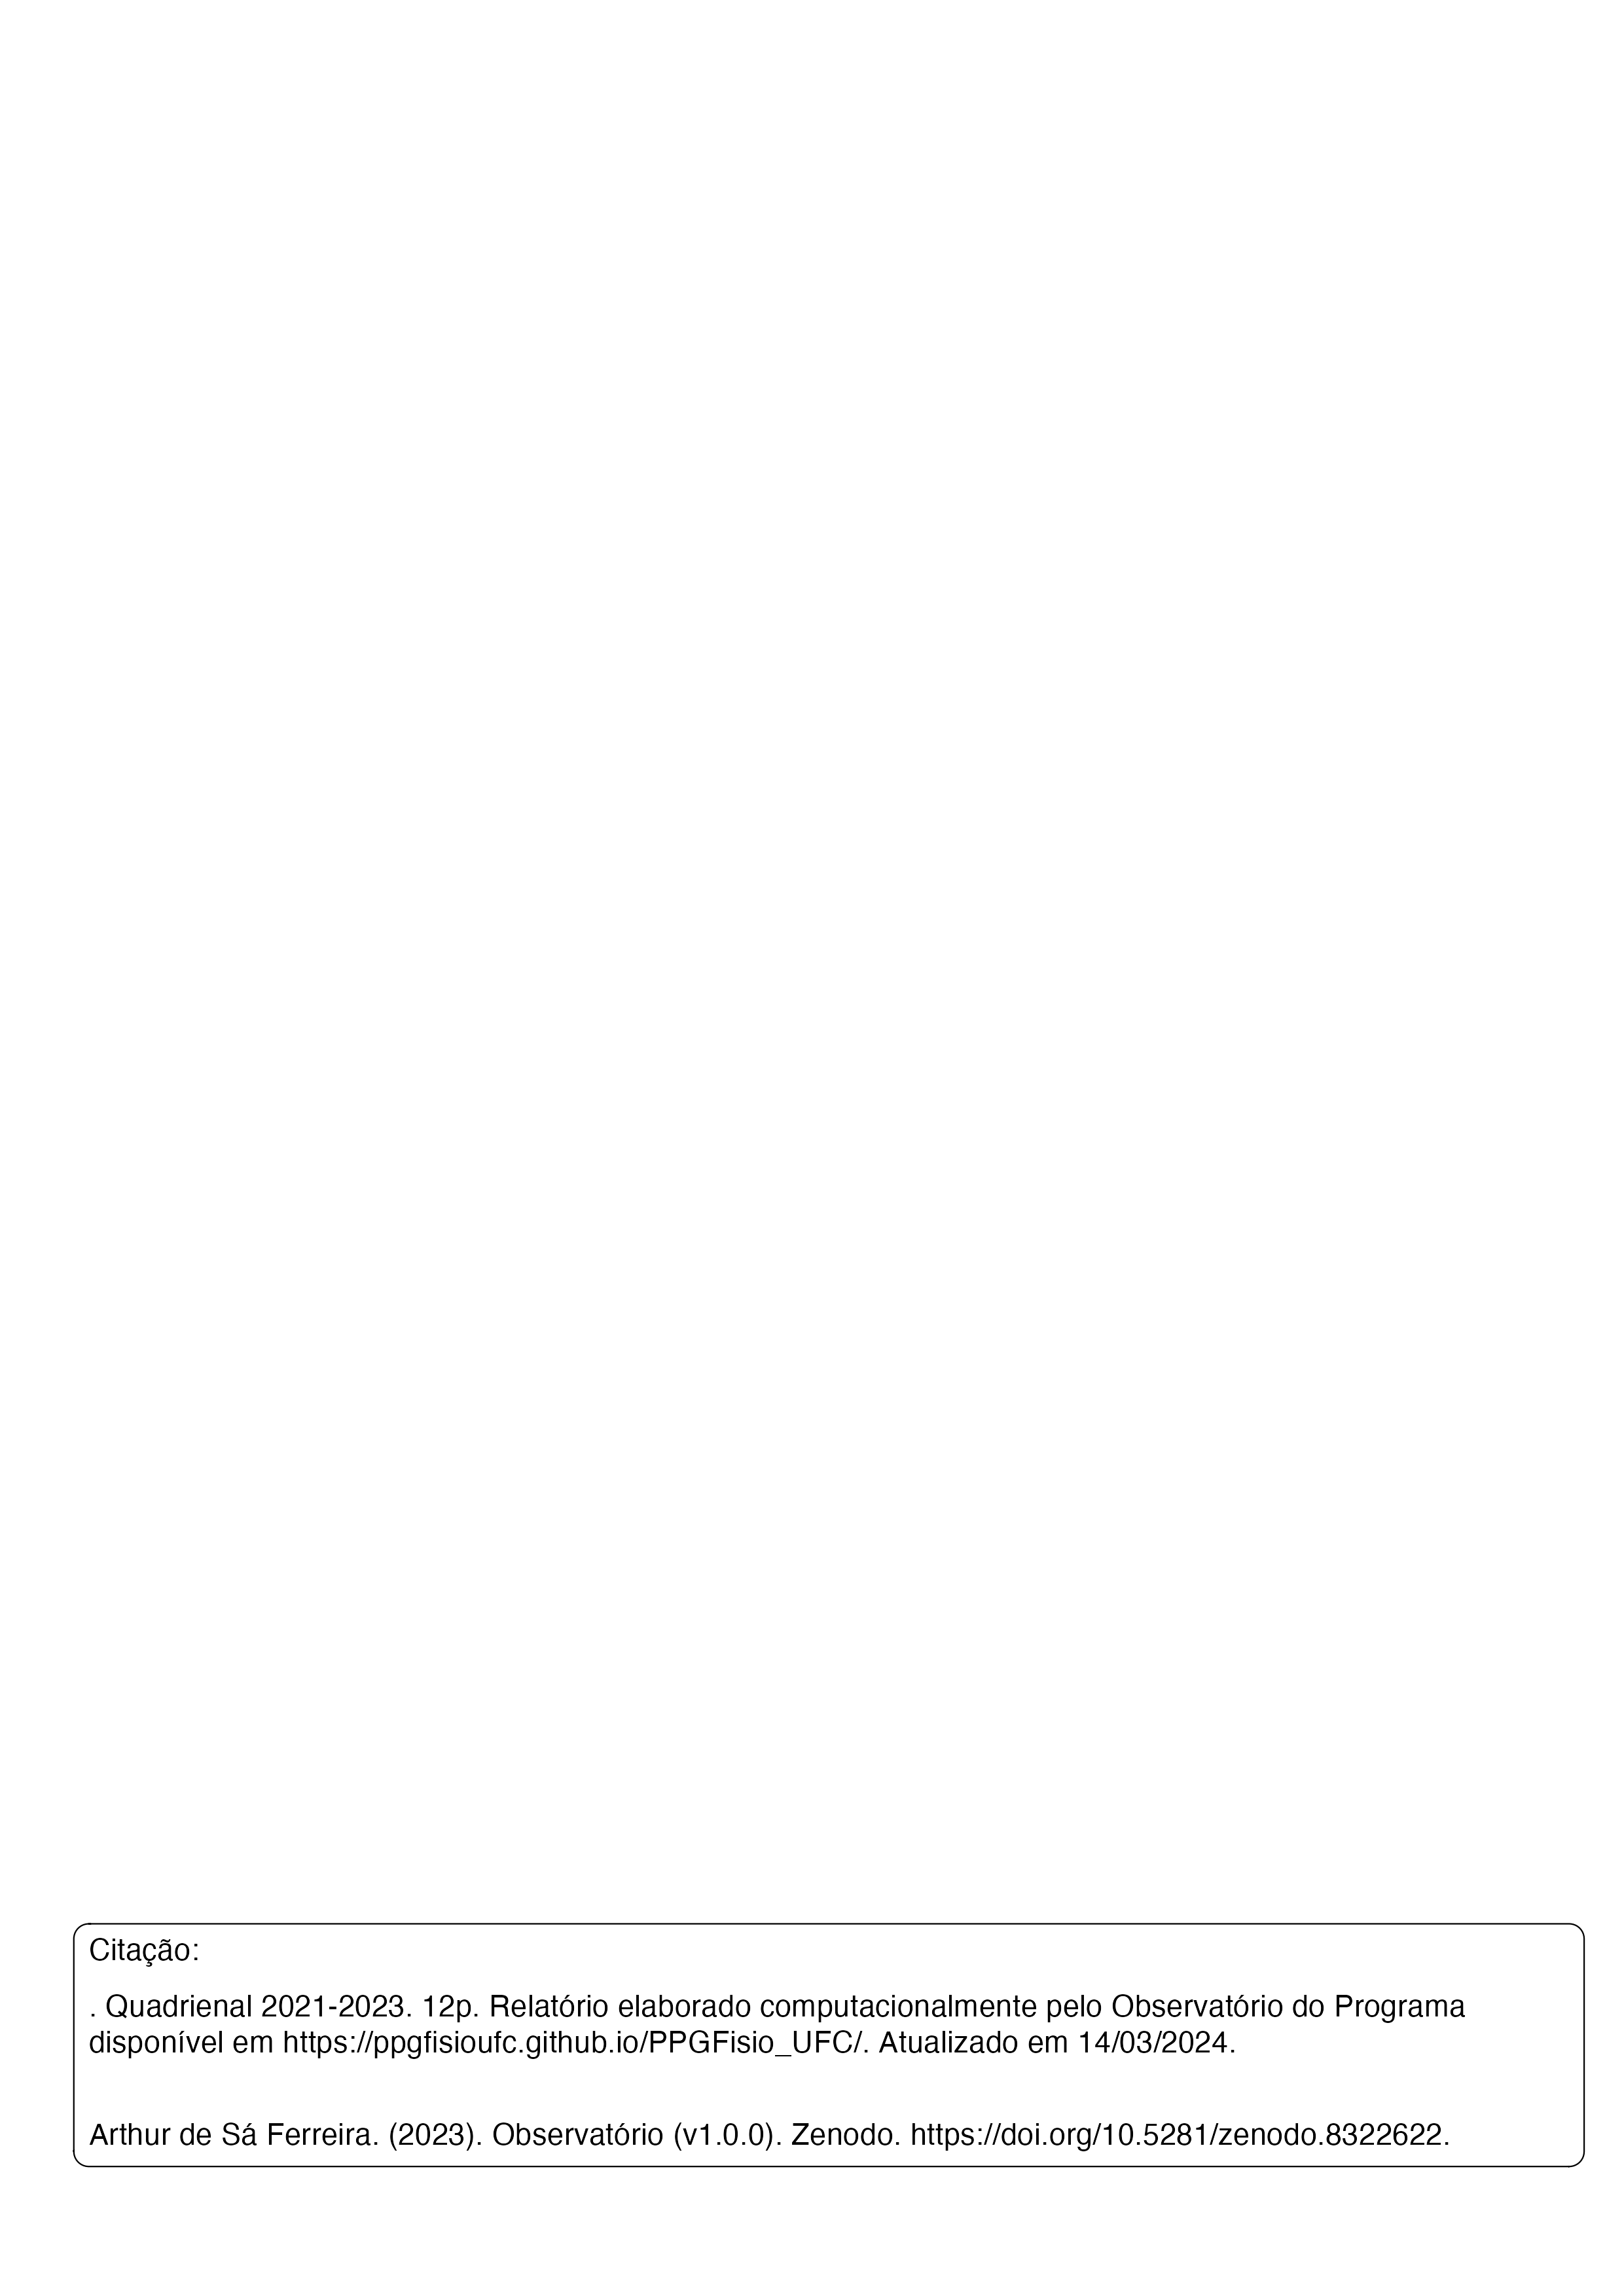 Citação:
. Quadrienal 2021-2023. 12p. Relatório elaborado computacionalmente pelo Observatório do Programa
disponível em https://ppgfisioufc.github.io/PPGFisio_UFC/. Atualizado em 14/03/2024.
Arthur de Sá Ferreira. (2023). Observatório (v1.0.0). Zenodo. https://doi.org/10.5281/zenodo.8322622.